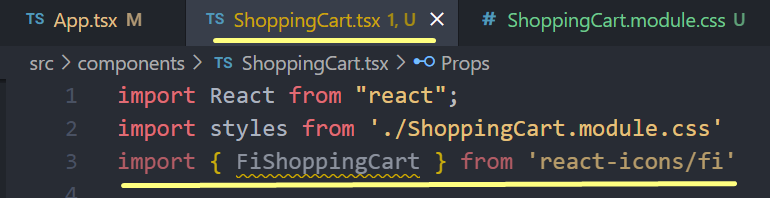 TS App.tsx M TS ShoppingCart.tsx 1, U × # ShoppingCart.module.css U
src > components > TS ShoppingCart.tsx > Props
1 import React from "react";
2 import styles from './ShoppingCart.module.css'
3 import { FiShoppingCart } from 'react-icons/fi'
4